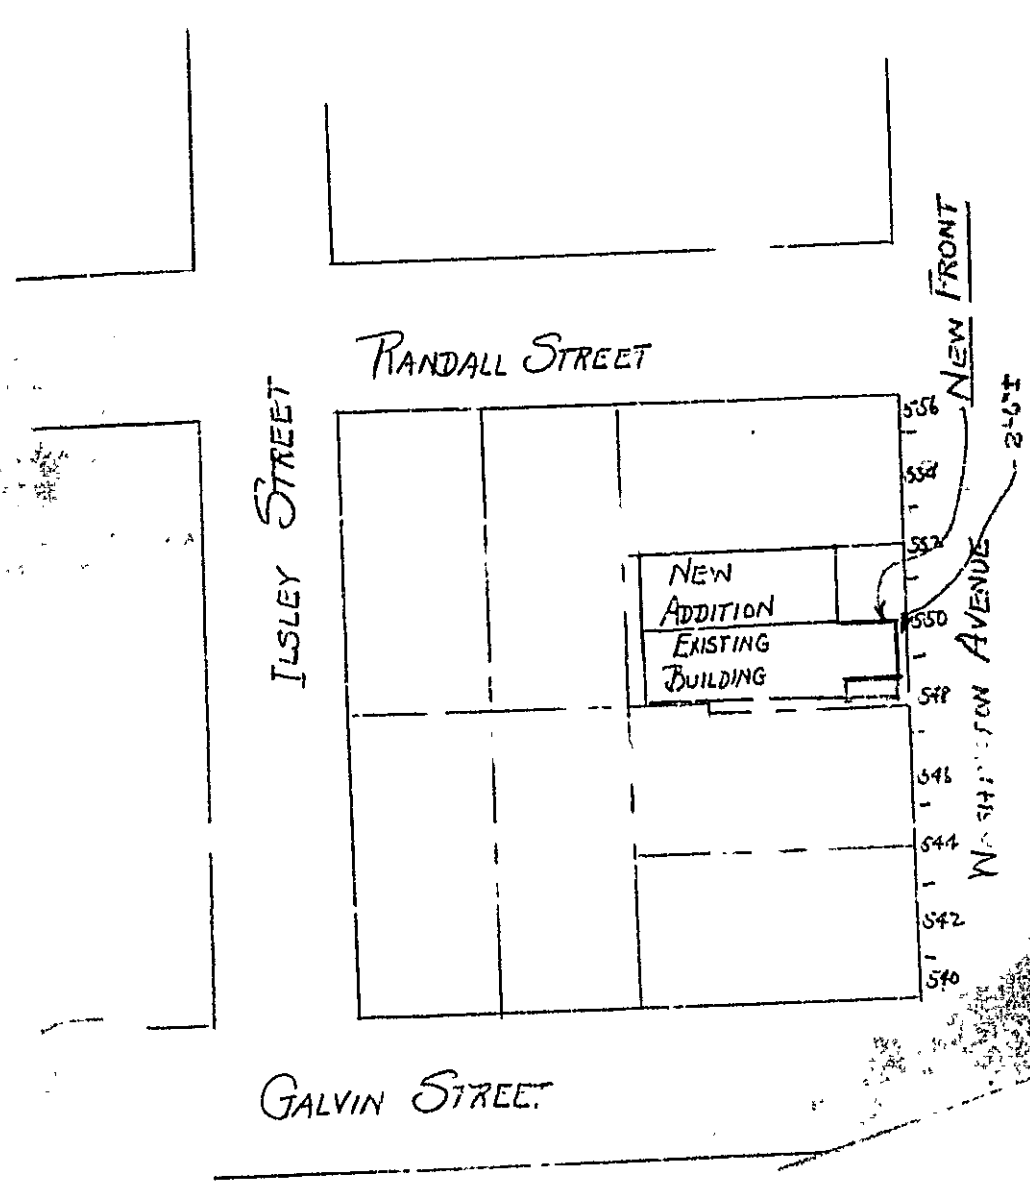 NEW FRONT
RANDALL STREET
ILSLEY STREET
556
554
552
550
548
546
544
542
540
2'-6"±
NEW
ADDITION
EXISTING
BUILDING
AVENUE
GALVIN STREET